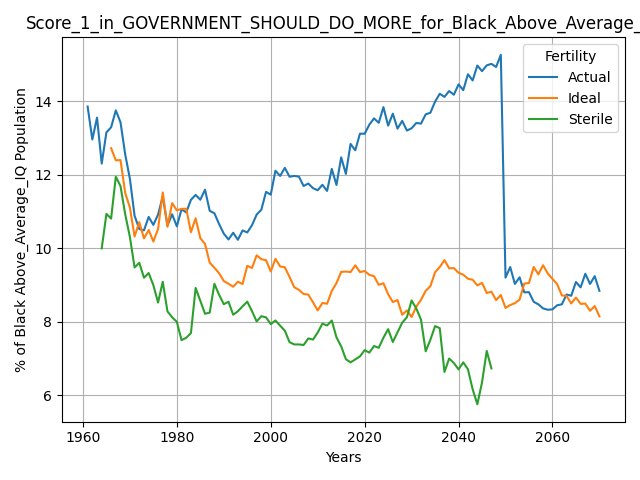 Score_1_in_GOVERNMENT_SHOULD_DO_MORE_for_Black_Above_Average_
Fertility
Actual
Ideal
Sterile
% of Black Above_Average_IQ Population
14
12
10
8
6
1960 1980 2000 2020 2040 2060
Years